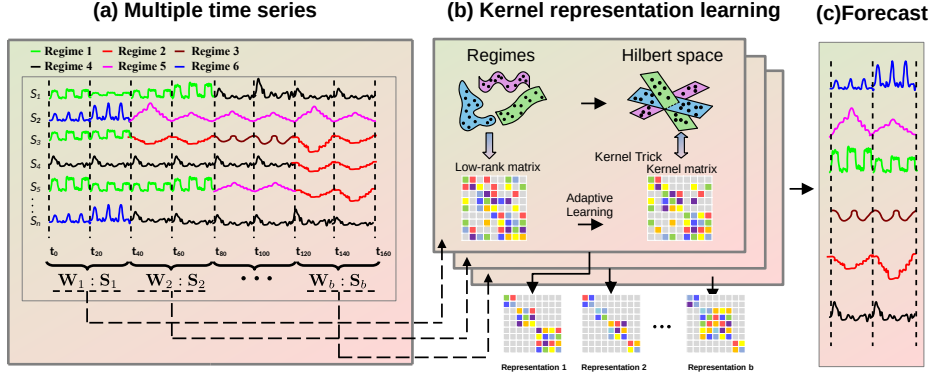 (a) Multiple time series
Regime 1 Regime 2 Regime 3
Regime 4 Regime 5 Regime 6
S1
S2
S3
S4
S5
Sn
t0 t20 t40 t60 t80 t100 t120 t140 t160
W1 : S1 W2 : S2 ... Wb : Sb
(b) Kernel representation learning
Regimes Hilbert space
Kernel Trick
Low-rank matrix Kernel matrix
Adaptive
Learning
...
Representation 1 Representation 2 Representation b
(c)Forecast